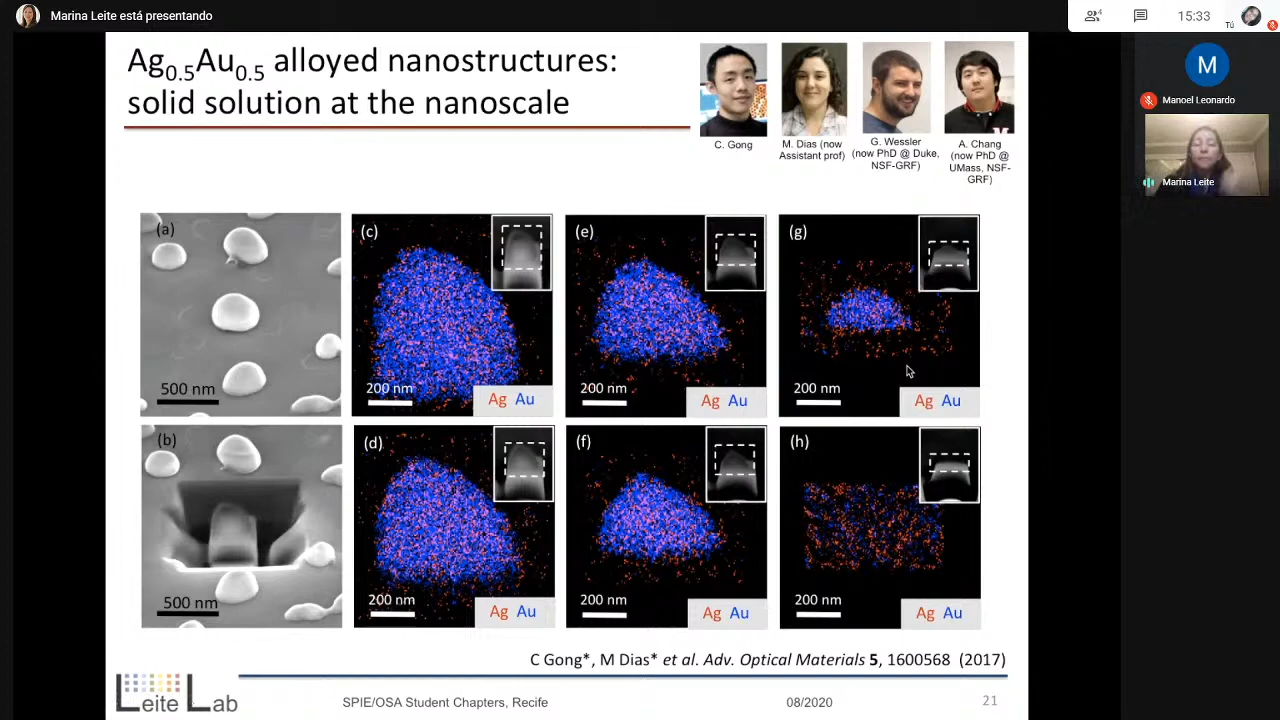 Marina Leite está presentando
4
15:33
Tú
Ag0.5Au0.5 alloyed nanostructures:
solid solution at the nanoscale
C. Gong
M. Dias (now
Assistant prof)
G. Wessler
(now PhD @ Duke,
NSF-GRF)
A. Chang
(now PhD @
UMass, NSF-
GRF)
M
Manoel Leonardo
Marina Leite
(a)
500 nm
(c)
200 nm
Ag Au
(e)
200 nm
Ag Au
(g)
200 nm
Ag Au
(b)
500 nm
(d)
200 nm
Ag Au
(f)
200 nm
Ag Au
(h)
200 nm
Ag Au
C Gong*, M Dias* et al. Adv. Optical Materials 5, 1600568 (2017)
Leite Lab
SPIE/OSA Student Chapters, Recife
08/2020
21